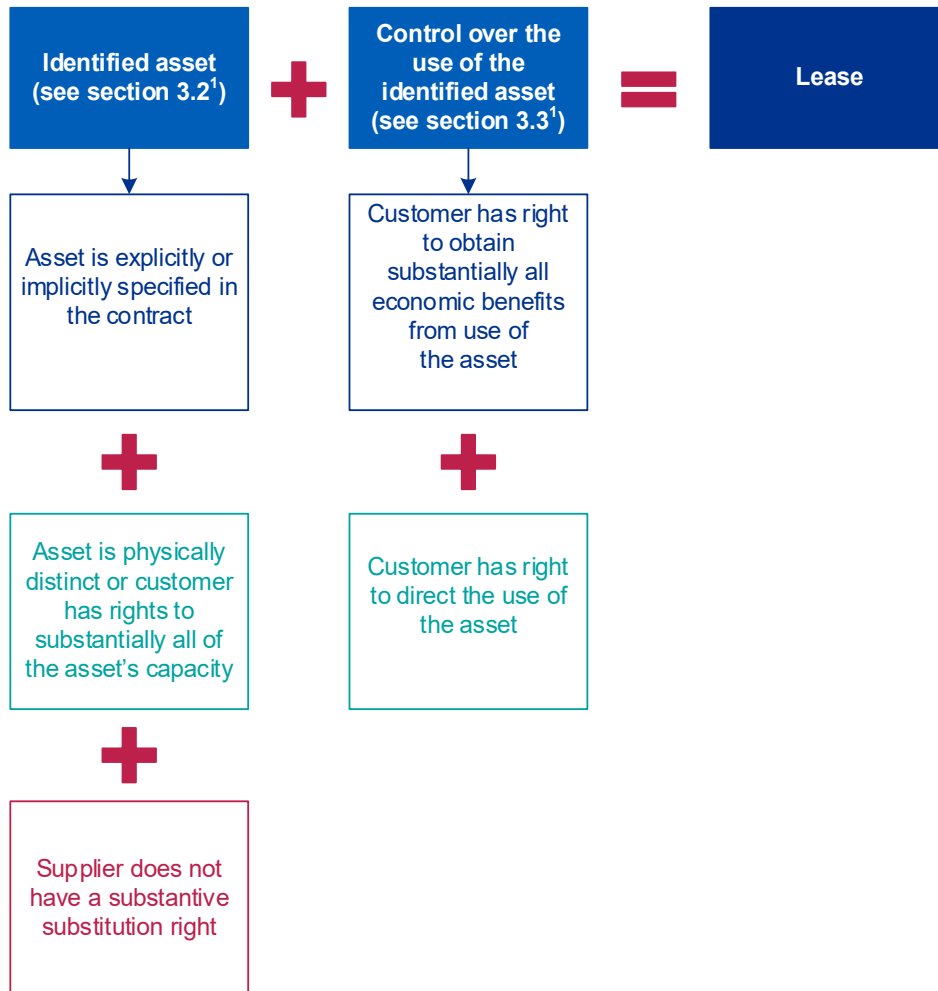 Identified asset
(see section 3.2¹)
Control over the
use of the
identified asset
(see section 3.3¹)
Lease
Asset is explicitly or
implicitly specified in
the contract
Customer has right
to obtain
substantially all
economic benefits
from use of
the asset
Asset is physically
distinct or customer
has rights to
substantially all of
the asset’s capacity
Customer has right
to direct the use of
the asset
Supplier does not
have a substantive
substitution right